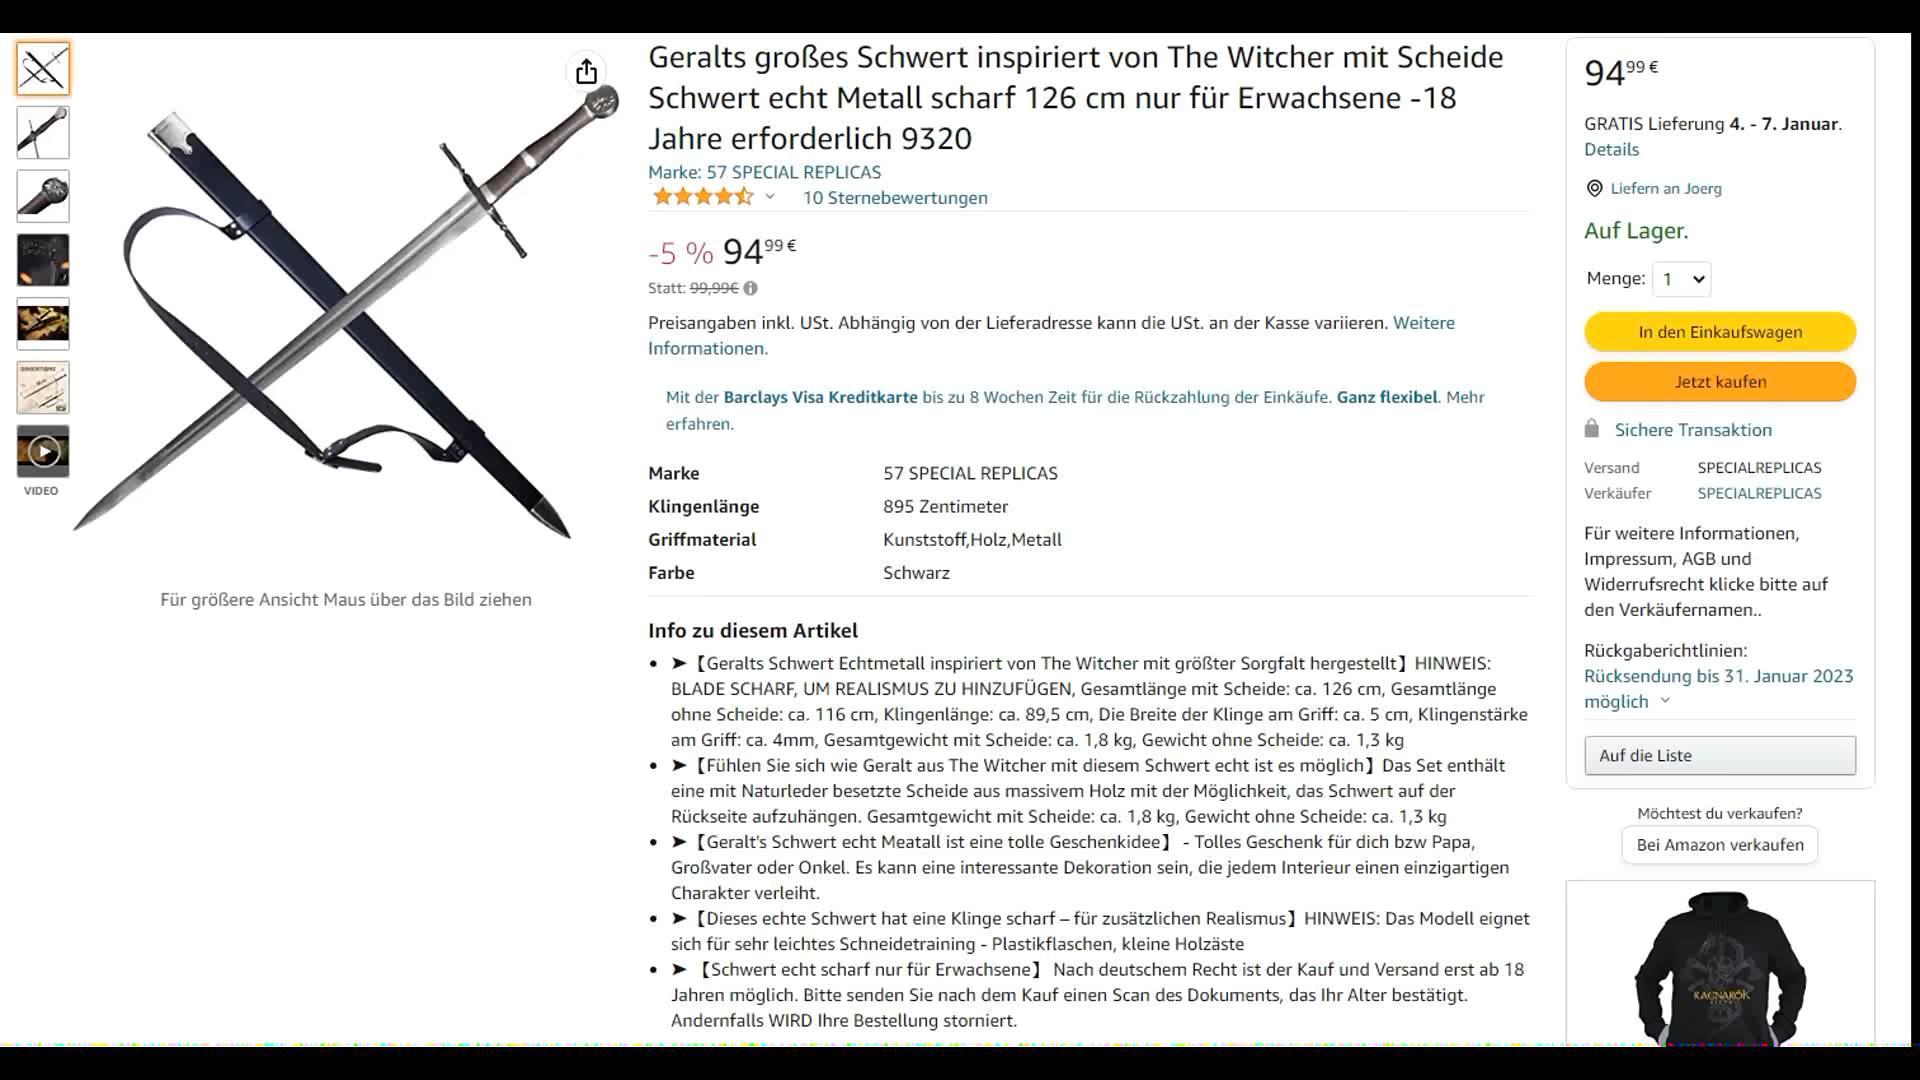 Geralts großes Schwert inspiriert von The Witcher mit Scheide
Schwert echt Metall scharf 126 cm nur für Erwachsene -18
Jahre erforderlich 9320
Marke: 57 SPECIAL REPLICAS
10 Sternebewertungen
-5 % 94⁹⁹ €
Statt: 99,99€
Preisangaben inkl. USt. Abhängig von der Lieferadresse kann die USt. an der Kasse variieren. Weitere
Informationen.
Mit der Barclays Visa Kreditkarte bis zu 8 Wochen Zeit für die Rückzahlung der Einkäufe. Ganz flexibel. Mehr
erfahren.
Marke 57 SPECIAL REPLICAS
Klingenlänge 895 Zentimeter
Griffmaterial Kunststoff,Holz,Metall
Farbe Schwarz
VIDEO
Für größere Ansicht Maus über das Bild ziehen
Info zu diesem Artikel
• ➤【Geralts Schwert Echtmetall inspiriert von The Witcher mit größter Sorgfalt hergestellt】HINWEIS:
BLADE SCHARF, UM REALISMUS ZU HINZUFÜGEN, Gesamtlänge mit Scheide: ca. 126 cm, Gesamtlänge
ohne Scheide: ca. 116 cm, Klingenlänge: ca. 89,5 cm, Die Breite der Klinge am Griff: ca. 5 cm, Klingenstärke
am Griff: ca. 4mm, Gesamtgewicht mit Scheide: ca. 1,8 kg, Gewicht ohne Scheide: ca. 1,3 kg
• ➤【Fühlen Sie sich wie Geralt aus The Witcher mit diesem Schwert echt ist es möglich】Das Set enthält
eine mit Naturleder besetzte Scheide aus massivem Holz mit der Möglichkeit, das Schwert auf der
Rückseite aufzuhängen. Gesamtgewicht mit Scheide: ca. 1,8 kg, Gewicht ohne Scheide: ca. 1,3 kg
• ➤【Geralt's Schwert echt Meatall ist eine tolle Geschenkidee】 - Tolles Geschenk für dich bzw Papa,
Großvater oder Onkel. Es kann eine interessante Dekoration sein, die jedem Interieur einen einzigartigen
Charakter verleiht.
• ➤【Dieses echte Schwert hat eine Klinge scharf – für zusätzlichen Realismus】HINWEIS: Das Modell eignet
sich für sehr leichtes Schneidetraining - Plastikflaschen, kleine Holzäste
• ➤ 【Schwert echt scharf nur für Erwachsene】 Nach deutschem Recht ist der Kauf und Versand erst ab 18
Jahren möglich. Bitte senden Sie nach dem Kauf einen Scan des Dokuments, das Ihr Alter bestätigt.
Andernfalls WIRD Ihre Bestellung storniert.
94⁹⁹ €
GRATIS Lieferung 4. - 7. Januar.
Details
Liefern an Joerg
Auf Lager.
Menge: 1
In den Einkaufswagen
Jetzt kaufen
Sichere Transaktion
Versand SPECIALREPLICAS
Verkäufer SPECIALREPLICAS
Für weitere Informationen,
Impressum, AGB und
Widerrufsrecht klicke bitte auf
den Verkäufernamen..
Rückgaberichtlinien:
Rücksendung bis 31. Januar 2023
möglich
Auf die Liste
Möchtest du verkaufen?
Bei Amazon verkaufen
RAGNARÖK